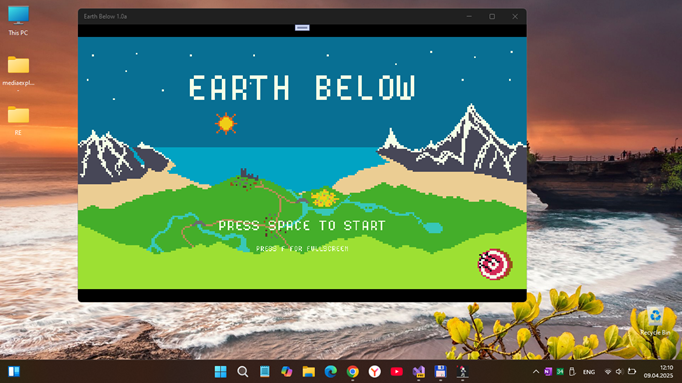 Earth Below 1.0a
This PC
mediaexpl...
RE
EARTH BELOW
PRESS SPACE TO START
PRESS F FOR FULLSCREEN
Recycle Bin
ENG
12:10
09.04.2025